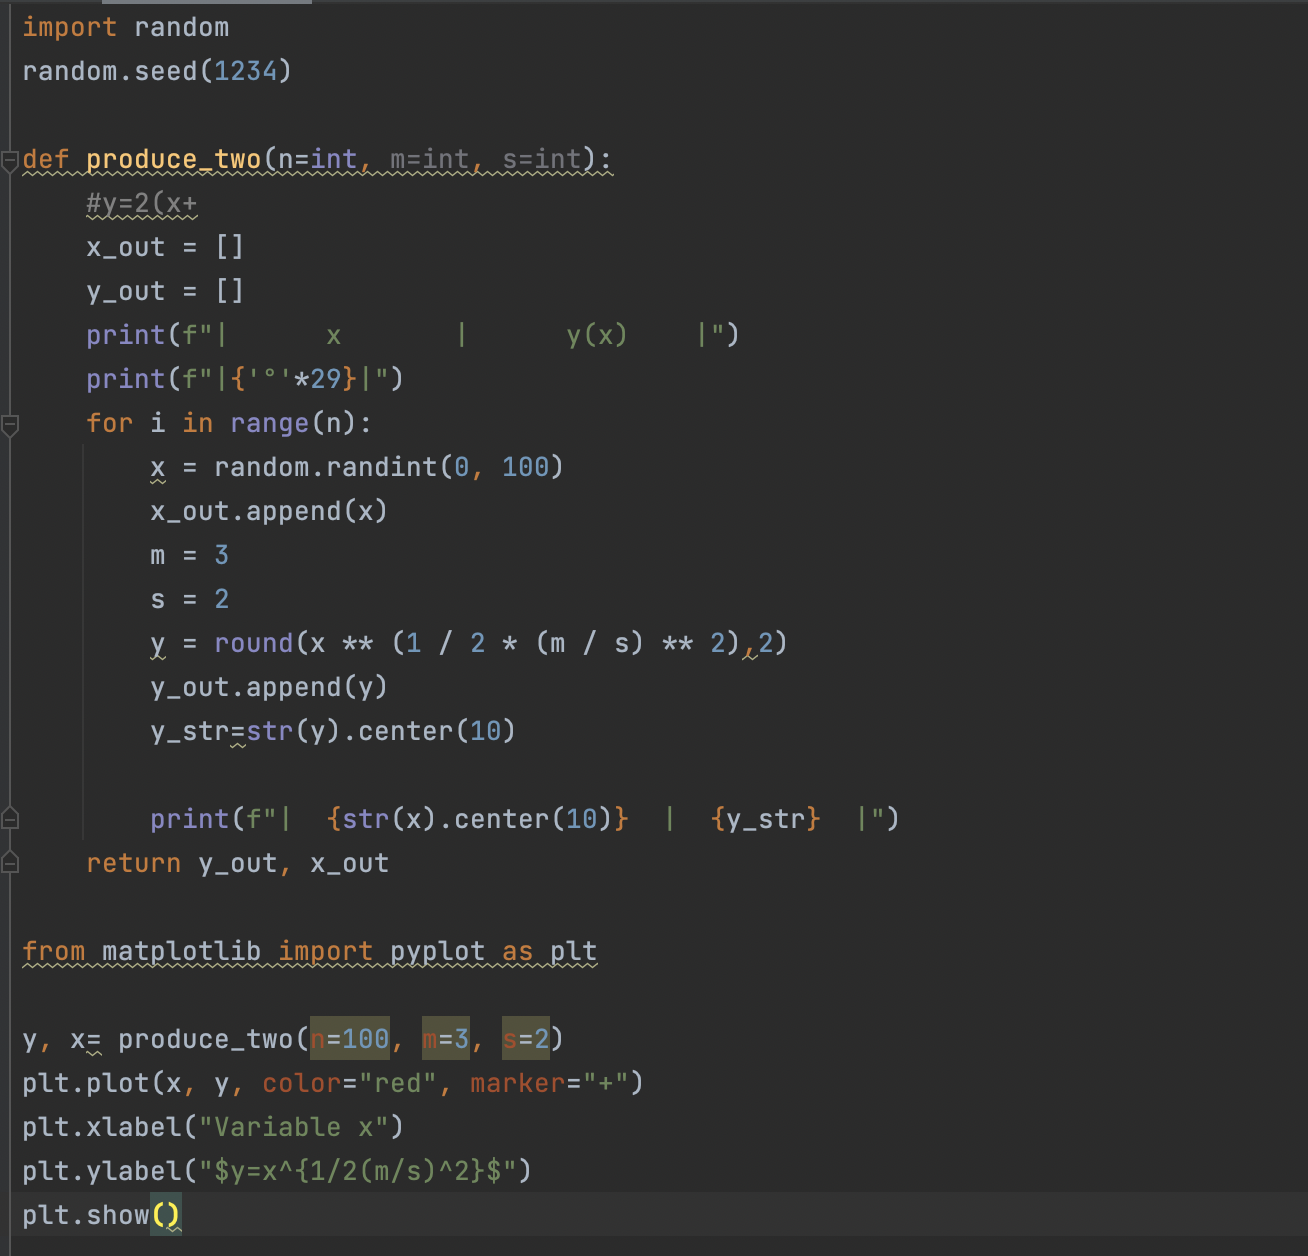 import random
random.seed(1234)

def produce_two(n=int, m=int, s=int):
    #y=2(x+
    x_out = []
    y_out = []
    print(f"|      x       |      y(x)    |")
    print(f"|{'°'*29}|")
    for i in range(n):
        x = random.randint(0, 100)
        x_out.append(x)
        m = 3
        s = 2
        y = round(x ** (1 / 2 * (m / s) ** 2),2)
        y_out.append(y)
        y_str=str(y).center(10)

        print(f"|  {str(x).center(10)}  |  {y_str}  |")
    return y_out, x_out

from matplotlib import pyplot as plt

y, x= produce_two(n=100, m=3, s=2)
plt.plot(x, y, color="red", marker="+")
plt.xlabel("Variable x")
plt.ylabel("$y=x^{1/2(m/s)^2}$")
plt.show()